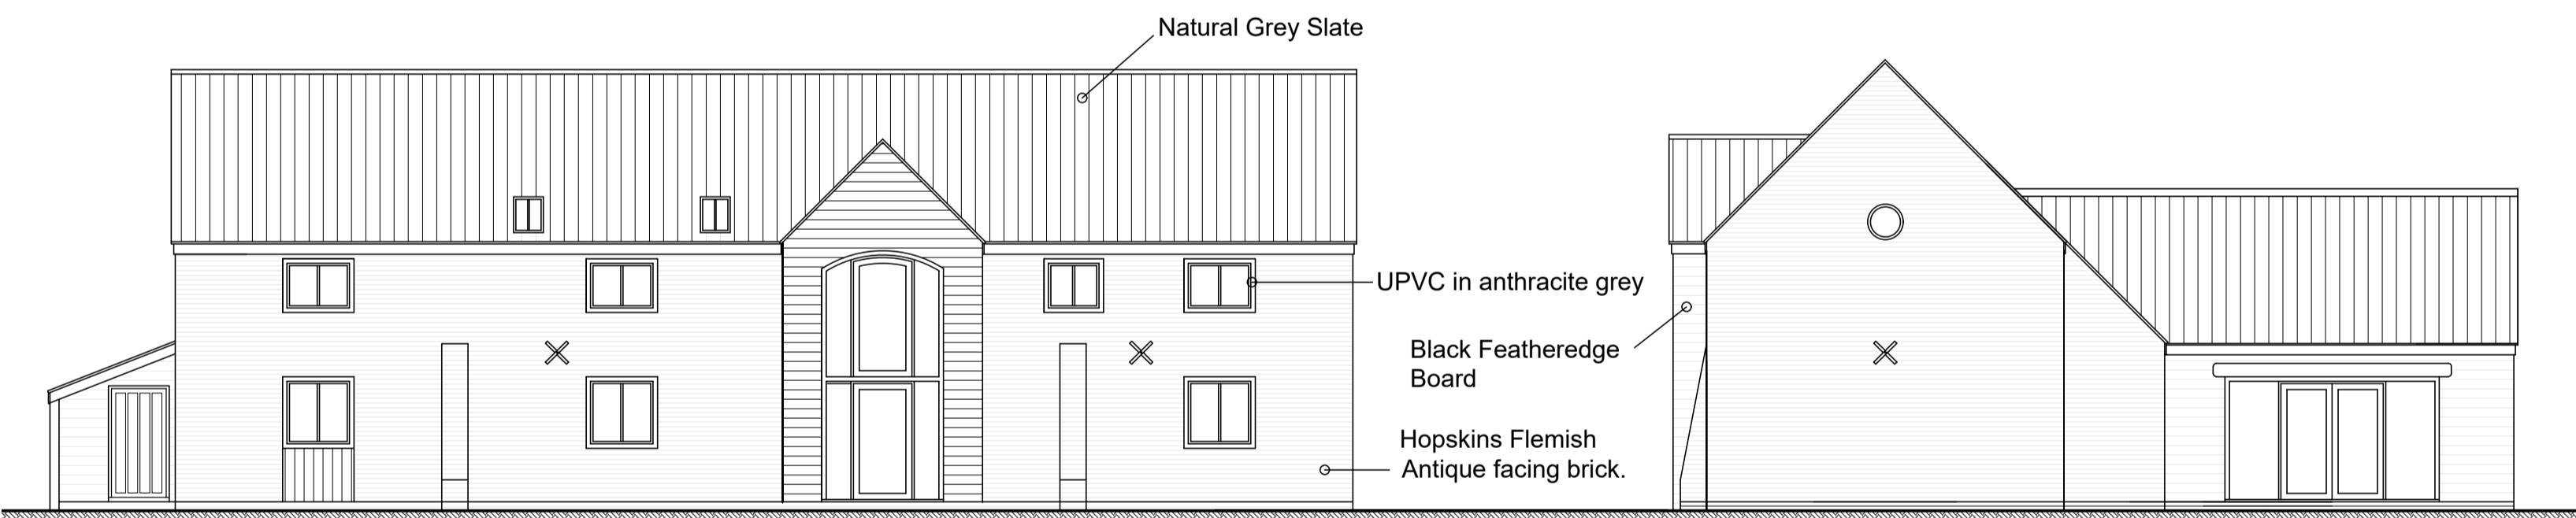 Natural Grey Slate
UPVC in anthracite grey
Black Featheredge
Board
Hopskins Flemish
Antique facing brick.